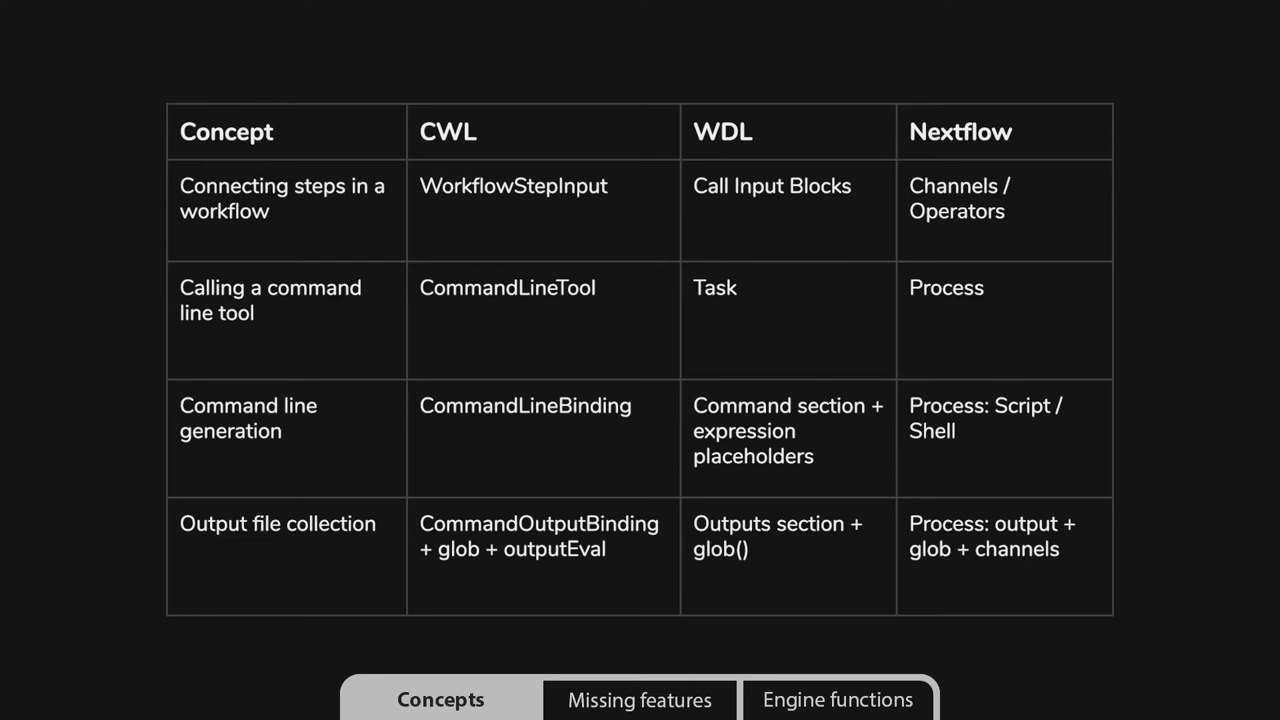 Concept
CWL
WDL
Nextflow
Connecting steps in a
workflow
WorkflowStepInput
Call Input Blocks
Channels /
Operators
Calling a command
line tool
CommandLineTool
Task
Process
Command line
generation
CommandLineBinding
Command section +
expression
placeholders
Process: Script /
Shell
Output file collection
CommandOutputBinding
+ glob + outputEval
Outputs section +
glob()
Process: output +
glob + channels
Concepts
Missing features
Engine functions